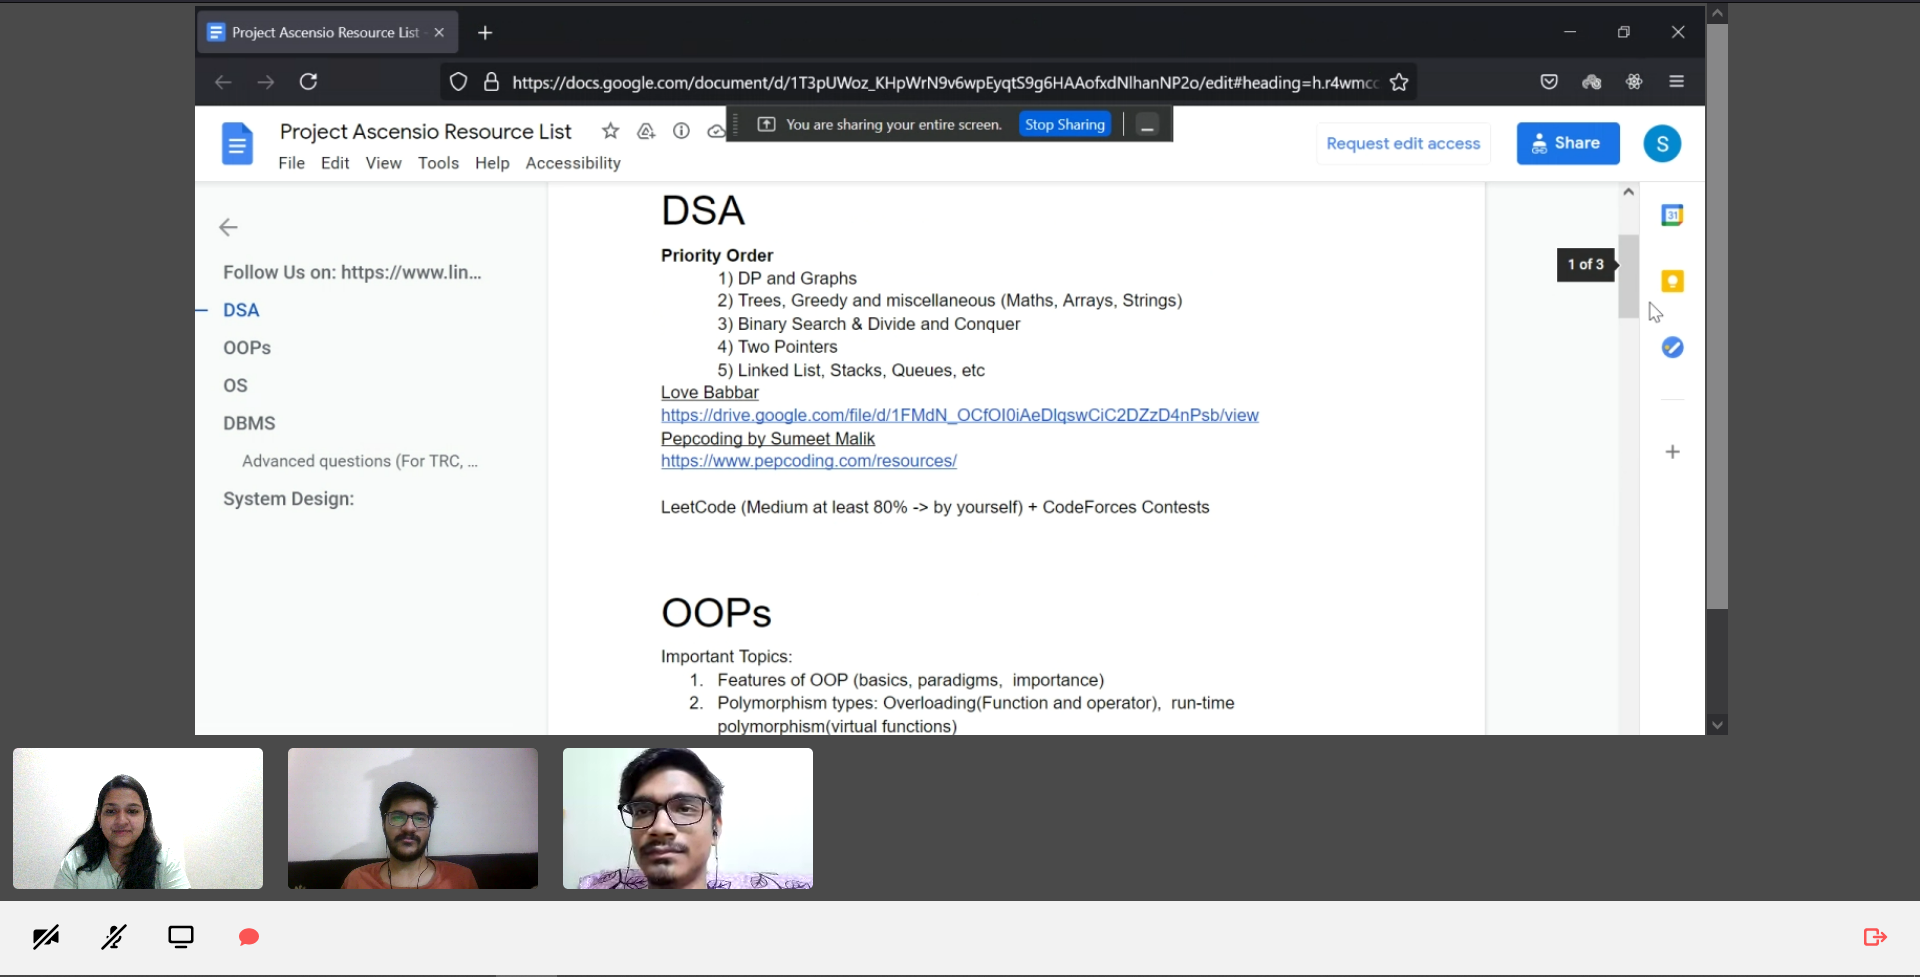 Project Ascensio Resource List -
https://docs.google.com/document/d/1T3pUWoz_KHpWrN9v6wpEyqtS9g6HAAofxdNlhanNP2o/edit#heading=h.r4wmcc
Project Ascensio Resource List
You are sharing your entire screen. Stop Sharing
Request edit access
Share
S
File Edit View Tools Help Accessibility
Follow Us on: https://www.lin...
DSA
OOPs
OS
DBMS
Advanced questions (For TRC, ...
System Design:
DSA
Priority Order
1) DP and Graphs
2) Trees, Greedy and miscellaneous (Maths, Arrays, Strings)
3) Binary Search & Divide and Conquer
4) Two Pointers
5) Linked List, Stacks, Queues, etc
Love Babbar
https://drive.google.com/file/d/1FMdN_OCfOI0iAeDlqswCiC2DZzD4nPsb/view
Pepcoding by Sumeet Malik
https://www.pepcoding.com/resources/
LeetCode (Medium at least 80% -> by yourself) + CodeForces Contests
OOPs
Important Topics:
1. Features of OOP (basics, paradigms, importance)
2. Polymorphism types: Overloading(Function and operator), run-time
polymorphism(virtual functions)
1 of 3
31